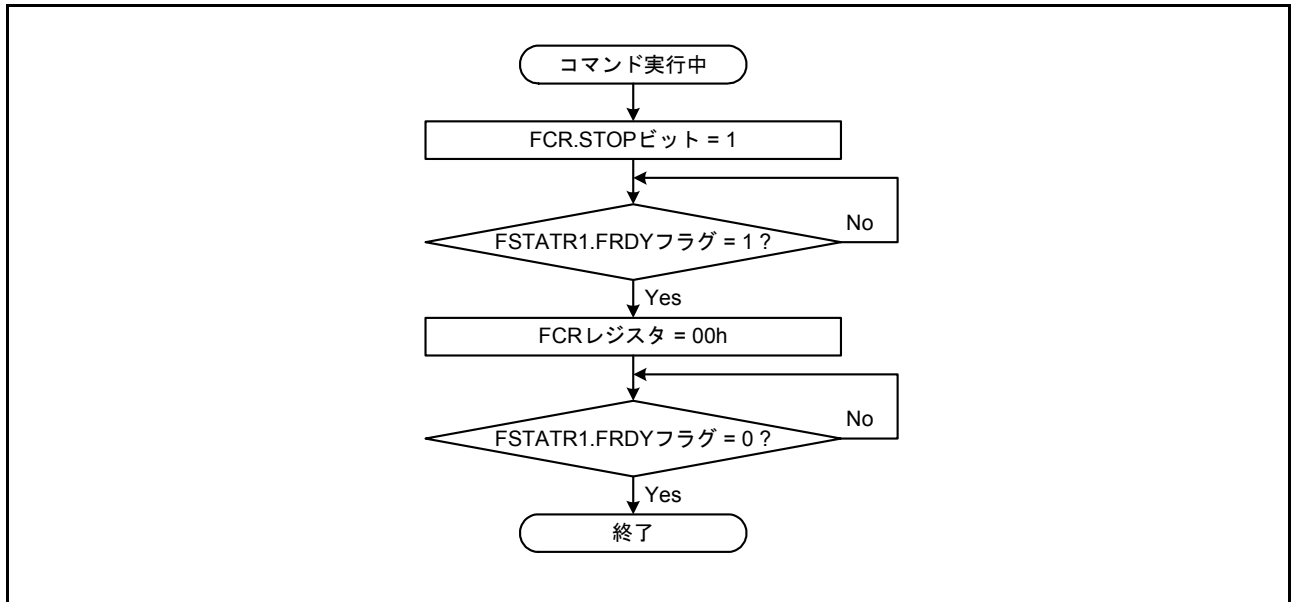 コマンド実行中
FCR.STOPビット = 1
No
FSTATR1.FRDYフラグ = 1 ?
Yes
FCRレジスタ = 00h
No
FSTATR1.FRDYフラグ = 0 ?
Yes
終了